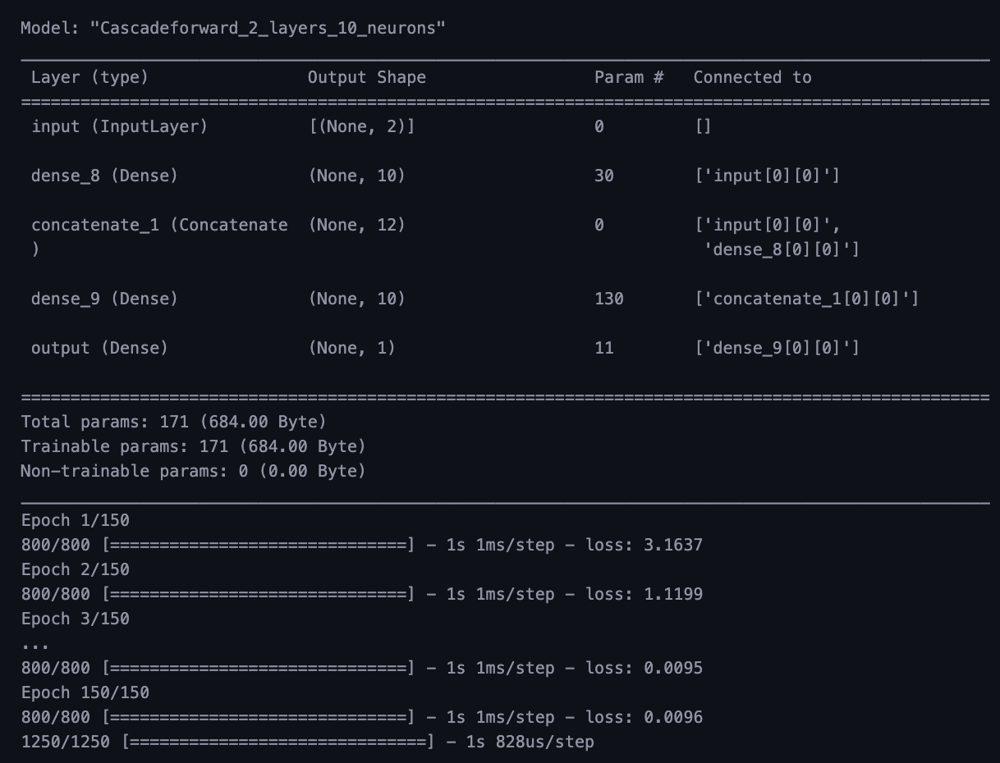 Model: "Cascadeforward_2_layers_10_neurons"
__________________________________________________________________________________________________
 Layer (type)                Output Shape                 Param #   Connected to
==================================================================================================
 input (InputLayer)          [(None, 2)]                  0         []
 dense_8 (Dense)             (None, 10)                   30        ['input[0][0]']
 concatenate_1 (Concatenate  (None, 12)                   0         ['input[0][0]',
 )                                                                   'dense_8[0][0]']
 dense_9 (Dense)             (None, 10)                   130       ['concatenate_1[0][0]']
 output (Dense)              (None, 1)                    11        ['dense_9[0][0]']
==================================================================================================
Total params: 171 (684.00 Byte)
Trainable params: 171 (684.00 Byte)
Non-trainable params: 0 (0.00 Byte)
__________________________________________________________________________________________________
Epoch 1/150
800/800 [==============================] - 1s 1ms/step - loss: 3.1637
Epoch 2/150
800/800 [==============================] - 1s 1ms/step - loss: 1.1199
Epoch 3/150
...
800/800 [==============================] - 1s 1ms/step - loss: 0.0095
Epoch 150/150
800/800 [==============================] - 1s 1ms/step - loss: 0.0096
1250/1250 [==============================] - 1s 828us/step